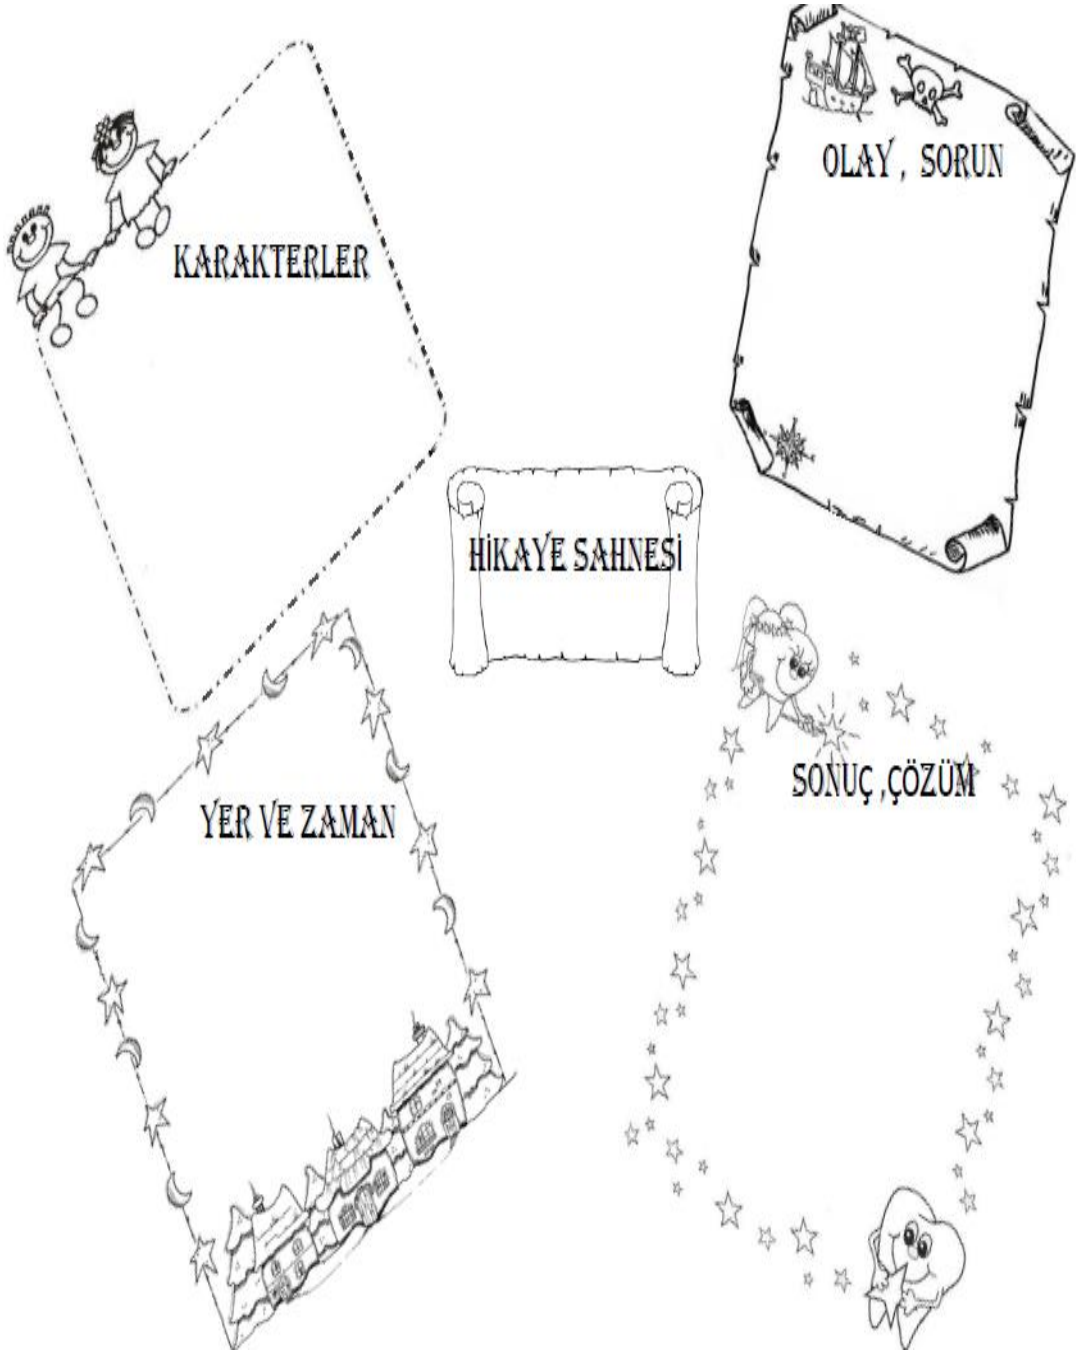 KARAKTERLER
OLAY , SORUN
HİKAYE SAHNESİ
YER VE ZAMAN
SONUÇ ,ÇÖZÜM